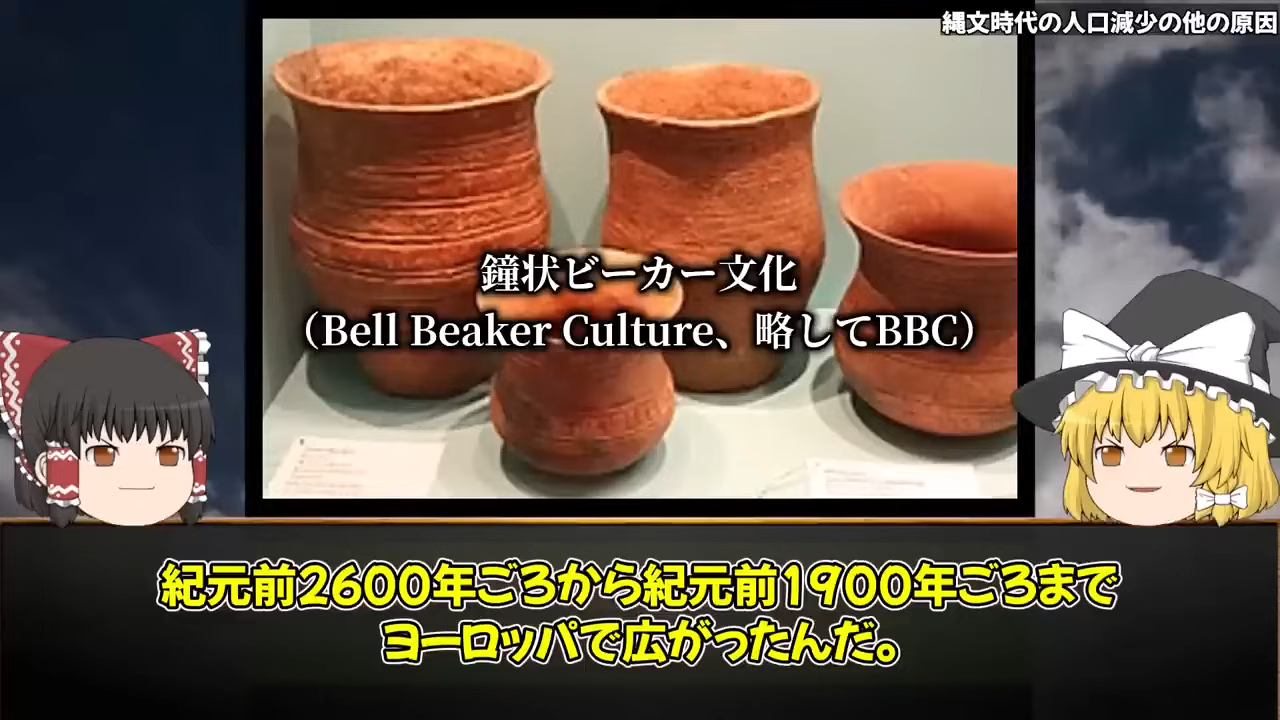 縄文時代の人口減少の他の原因
鐘状ビーカー文化
（Bell Beaker Culture、略してBBC）
紀元前2600年ごろから紀元前1900年ごろまで
ヨーロッパで広がったんだ。